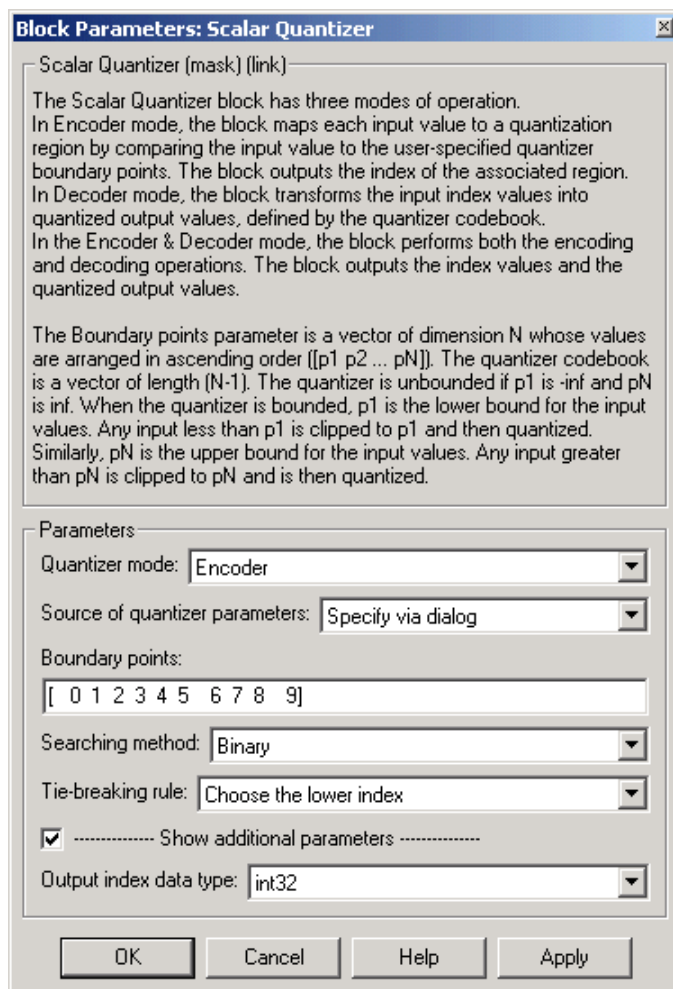 Block Parameters: Scalar Quantizer
Scalar Quantizer (mask) (link)
The Scalar Quantizer block has three modes of operation.
In Encoder mode, the block maps each input value to a quantization
region by comparing the input value to the user-specified quantizer
boundary points. The block outputs the index of the associated region.
In Decoder mode, the block transforms the input index values into
quantized output values, defined by the quantizer codebook.
In the Encoder & Decoder mode, the block performs both the encoding
and decoding operations. The block outputs the index values and the
quantized output values.
The Boundary points parameter is a vector of dimension N whose values
are arranged in ascending order ([p1 p2 ... pN]). The quantizer codebook
is a vector of length (N-1). The quantizer is unbounded if p1 is -inf and pN
is inf. When the quantizer is bounded, p1 is the lower bound for the input
values. Any input less than p1 is clipped to p1 and then quantized.
Similarly, pN is the upper bound for the input values. Any input greater
than pN is clipped to pN and is then quantized.
Parameters
Quantizer mode: Encoder
Source of quantizer parameters: Specify via dialog
Boundary points:
[ 0 1 2 3 4 5 6 7 8 9]
Searching method: Binary
Tie-breaking rule: Choose the lower index
-------------- Show additional parameters --------------
Output index data type: int32
OK Cancel Help Apply